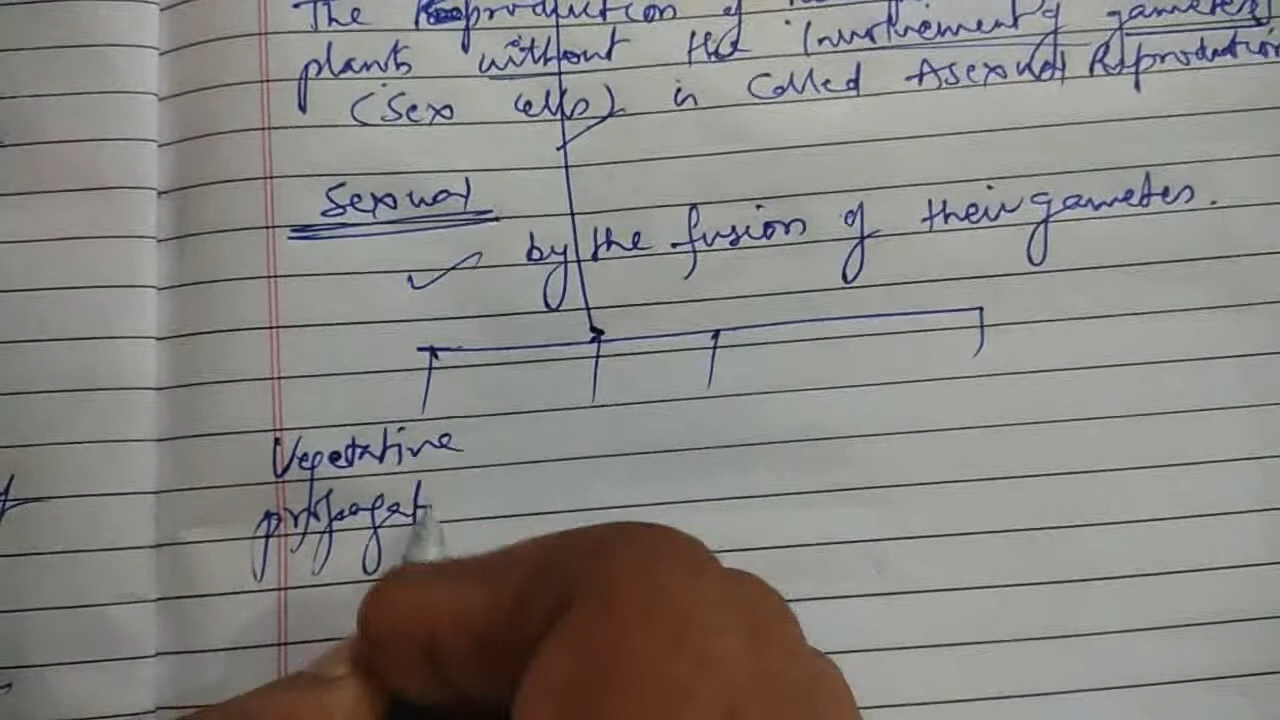 The Reproduction of
plants without the involvement of gametes
(Sex cells) is called Asexual Reproduction
Sexual
by the fusion of their gametes.
Vegetative
propagat